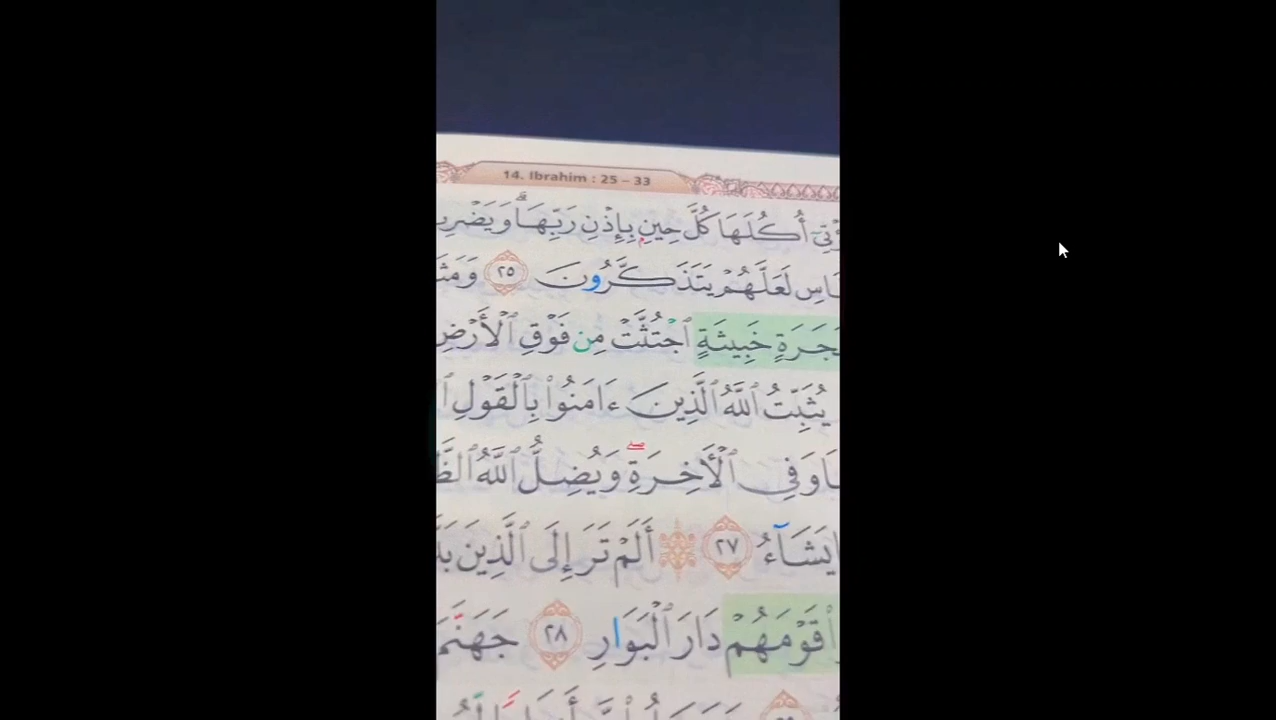 14. Ibrahim : 25 – 33
أُكُلَهَا كُلَّ حِينٍۭ بِإِذْنِ رَبِّهَا ۗ وَيَضْرِبُ
لَعَلَّهُمْ يَتَذَكَّرُونَ ٢٥
خَبِيثَةٍ ٱجْتُثَّتْ مِن فَوْقِ ٱلْأَرْضِ
يُثَبِّتُ ٱللَّهُ ٱلَّذِينَ ءَامَنُوا۟ بِٱلْقَوْلِ
وَفِى ٱلْـَٔاخِرَةِ ۖ وَيُضِلُّ ٱللَّهُ
يَشَآءُ ٢٧ ۞ أَلَمْ تَرَ إِلَى ٱلَّذِينَ
قَوْمَهُمْ دَارَ ٱلْبَوَارِ ٢٨ جَهَنَّمَ